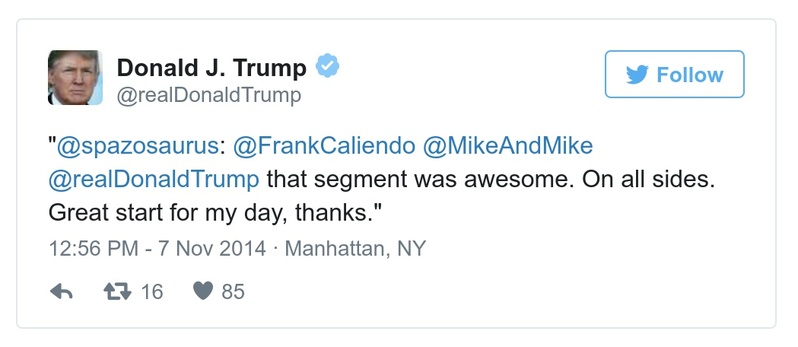 Donald J. Trump
@realDonaldTrump
Follow
"@spazosaurus: @FrankCaliendo @MikeAndMike
@realDonaldTrump that segment was awesome. On all sides.
Great start for my day, thanks."
12:56 PM - 7 Nov 2014 · Manhattan, NY
16 85